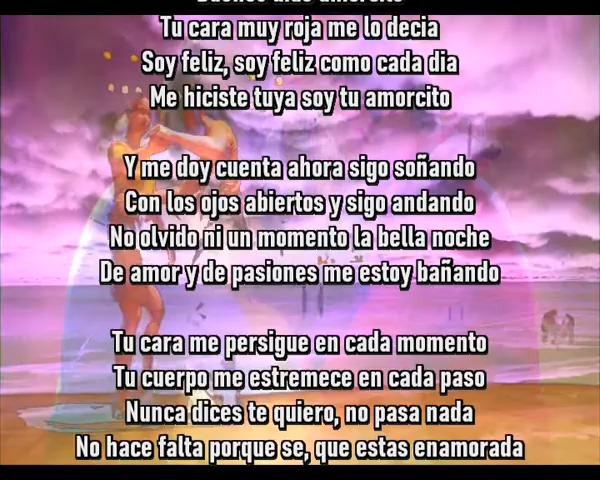 Tu cara muy roja me lo decia
Soy feliz, soy feliz como cada dia
Me hiciste tuya soy tu amorcito
Y me doy cuenta ahora sigo soñando
Con los ojos abiertos y sigo andando
No olvido ni un momento la bella noche
De amor y de pasiones me estoy bañando
Tu cara me persigue en cada momento
Tu cuerpo me estremece en cada paso
Nunca dices te quiero, no pasa nada
No hace falta porque se, que estas enamorada